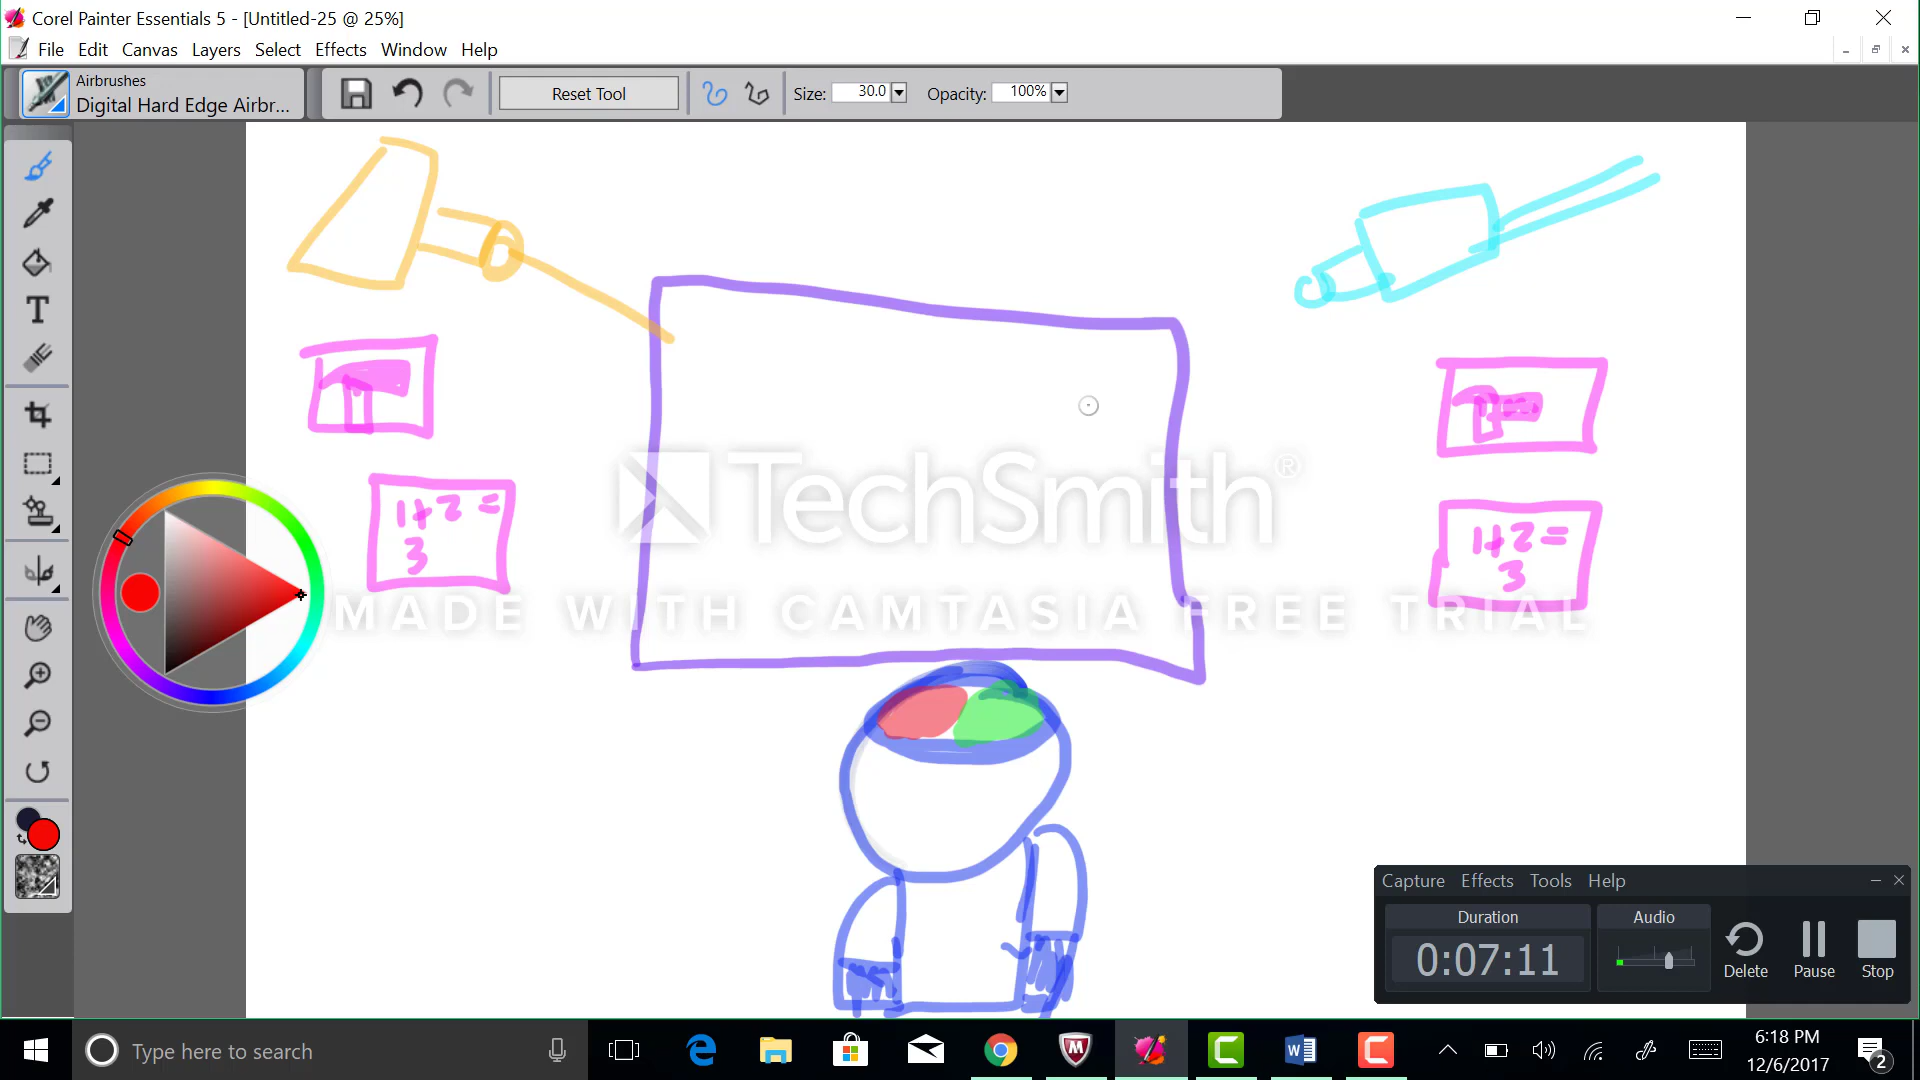 Corel Painter Essentials 5 - [Untitled-25 @ 25%]
File Edit Canvas Layers Select Effects Window Help
Airbrushes
Digital Hard Edge Airbr...
Reset Tool
Size: 30.0
Opacity: 100%
T
1+2=
3
1+2=
3
TechSmith®
MADE WITH CAMTASIA FREE TRIAL
Capture Effects Tools Help
Duration
Audio
0:07:11
Delete
Pause
Stop
Type here to search
6:18 PM
12/6/2017
2